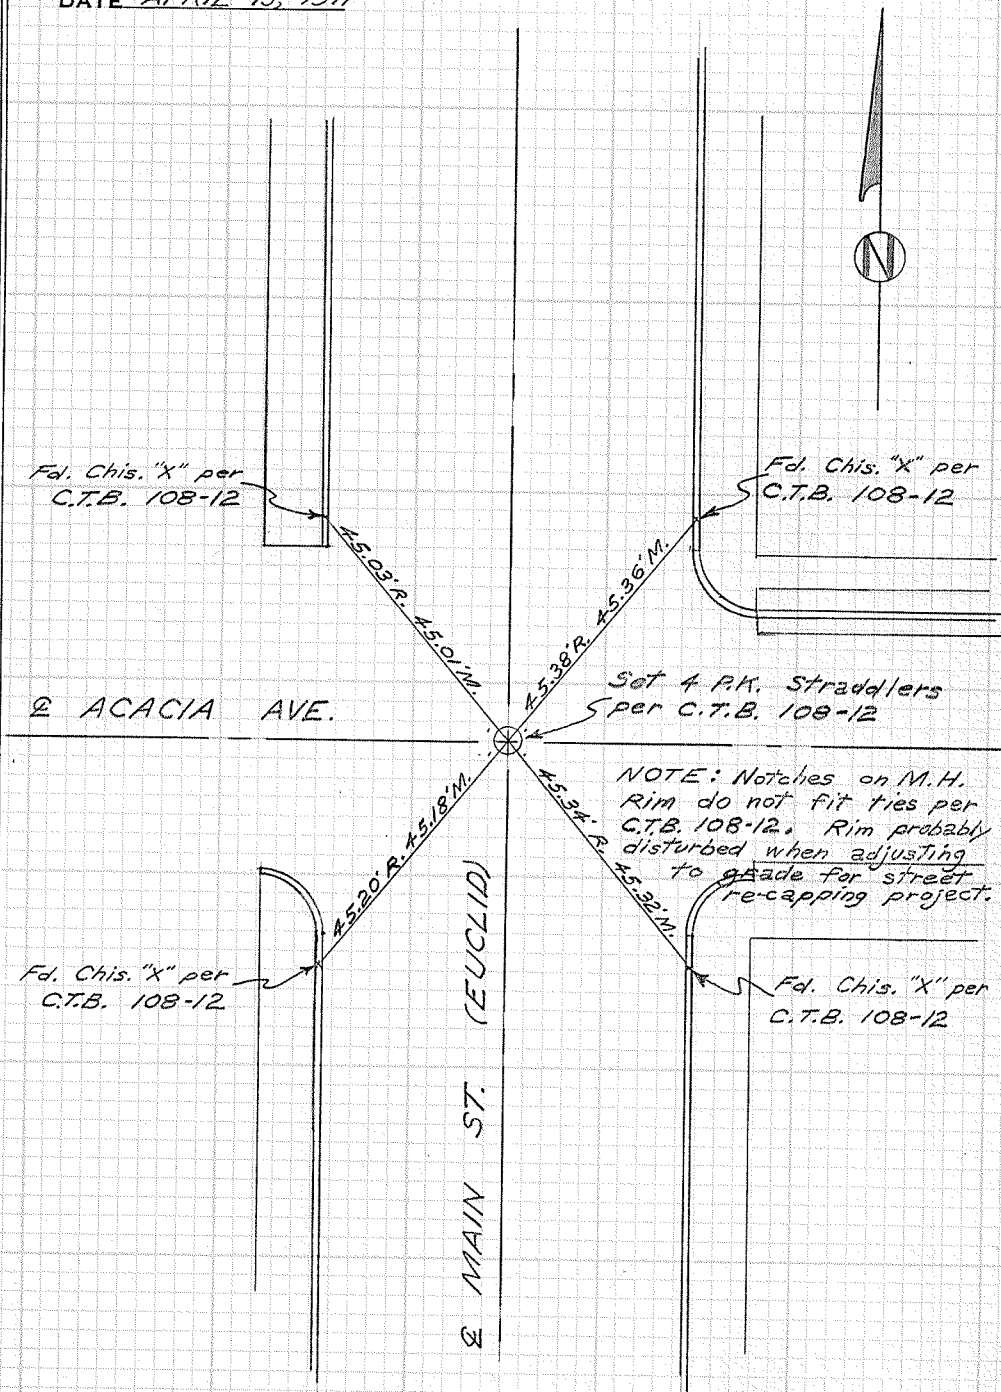 DATE APRIL
N
Fd. Chis. "X" per
C.T.B. 108-12
Fd. Chis. "X" per
C.T.B. 108-12
45.03' R. 45.01' M.
45.38' R. 45.36' M.
℄ ACACIA AVE.
Set 4 P.K. Straddlers
per C.T.B. 108-12
NOTE: Notches on M.H.
Rim do not fit ties per
C.T.B. 108-12. Rim probably
disturbed when adjusting
to grade for street
re-capping project.
45.20' R. 45.18' M.
45.34' R. 45.32' M.
Fd. Chis. "X" per
C.T.B. 108-12
Fd. Chis. "X" per
C.T.B. 108-12
℄ MAIN ST. (EUCLID)